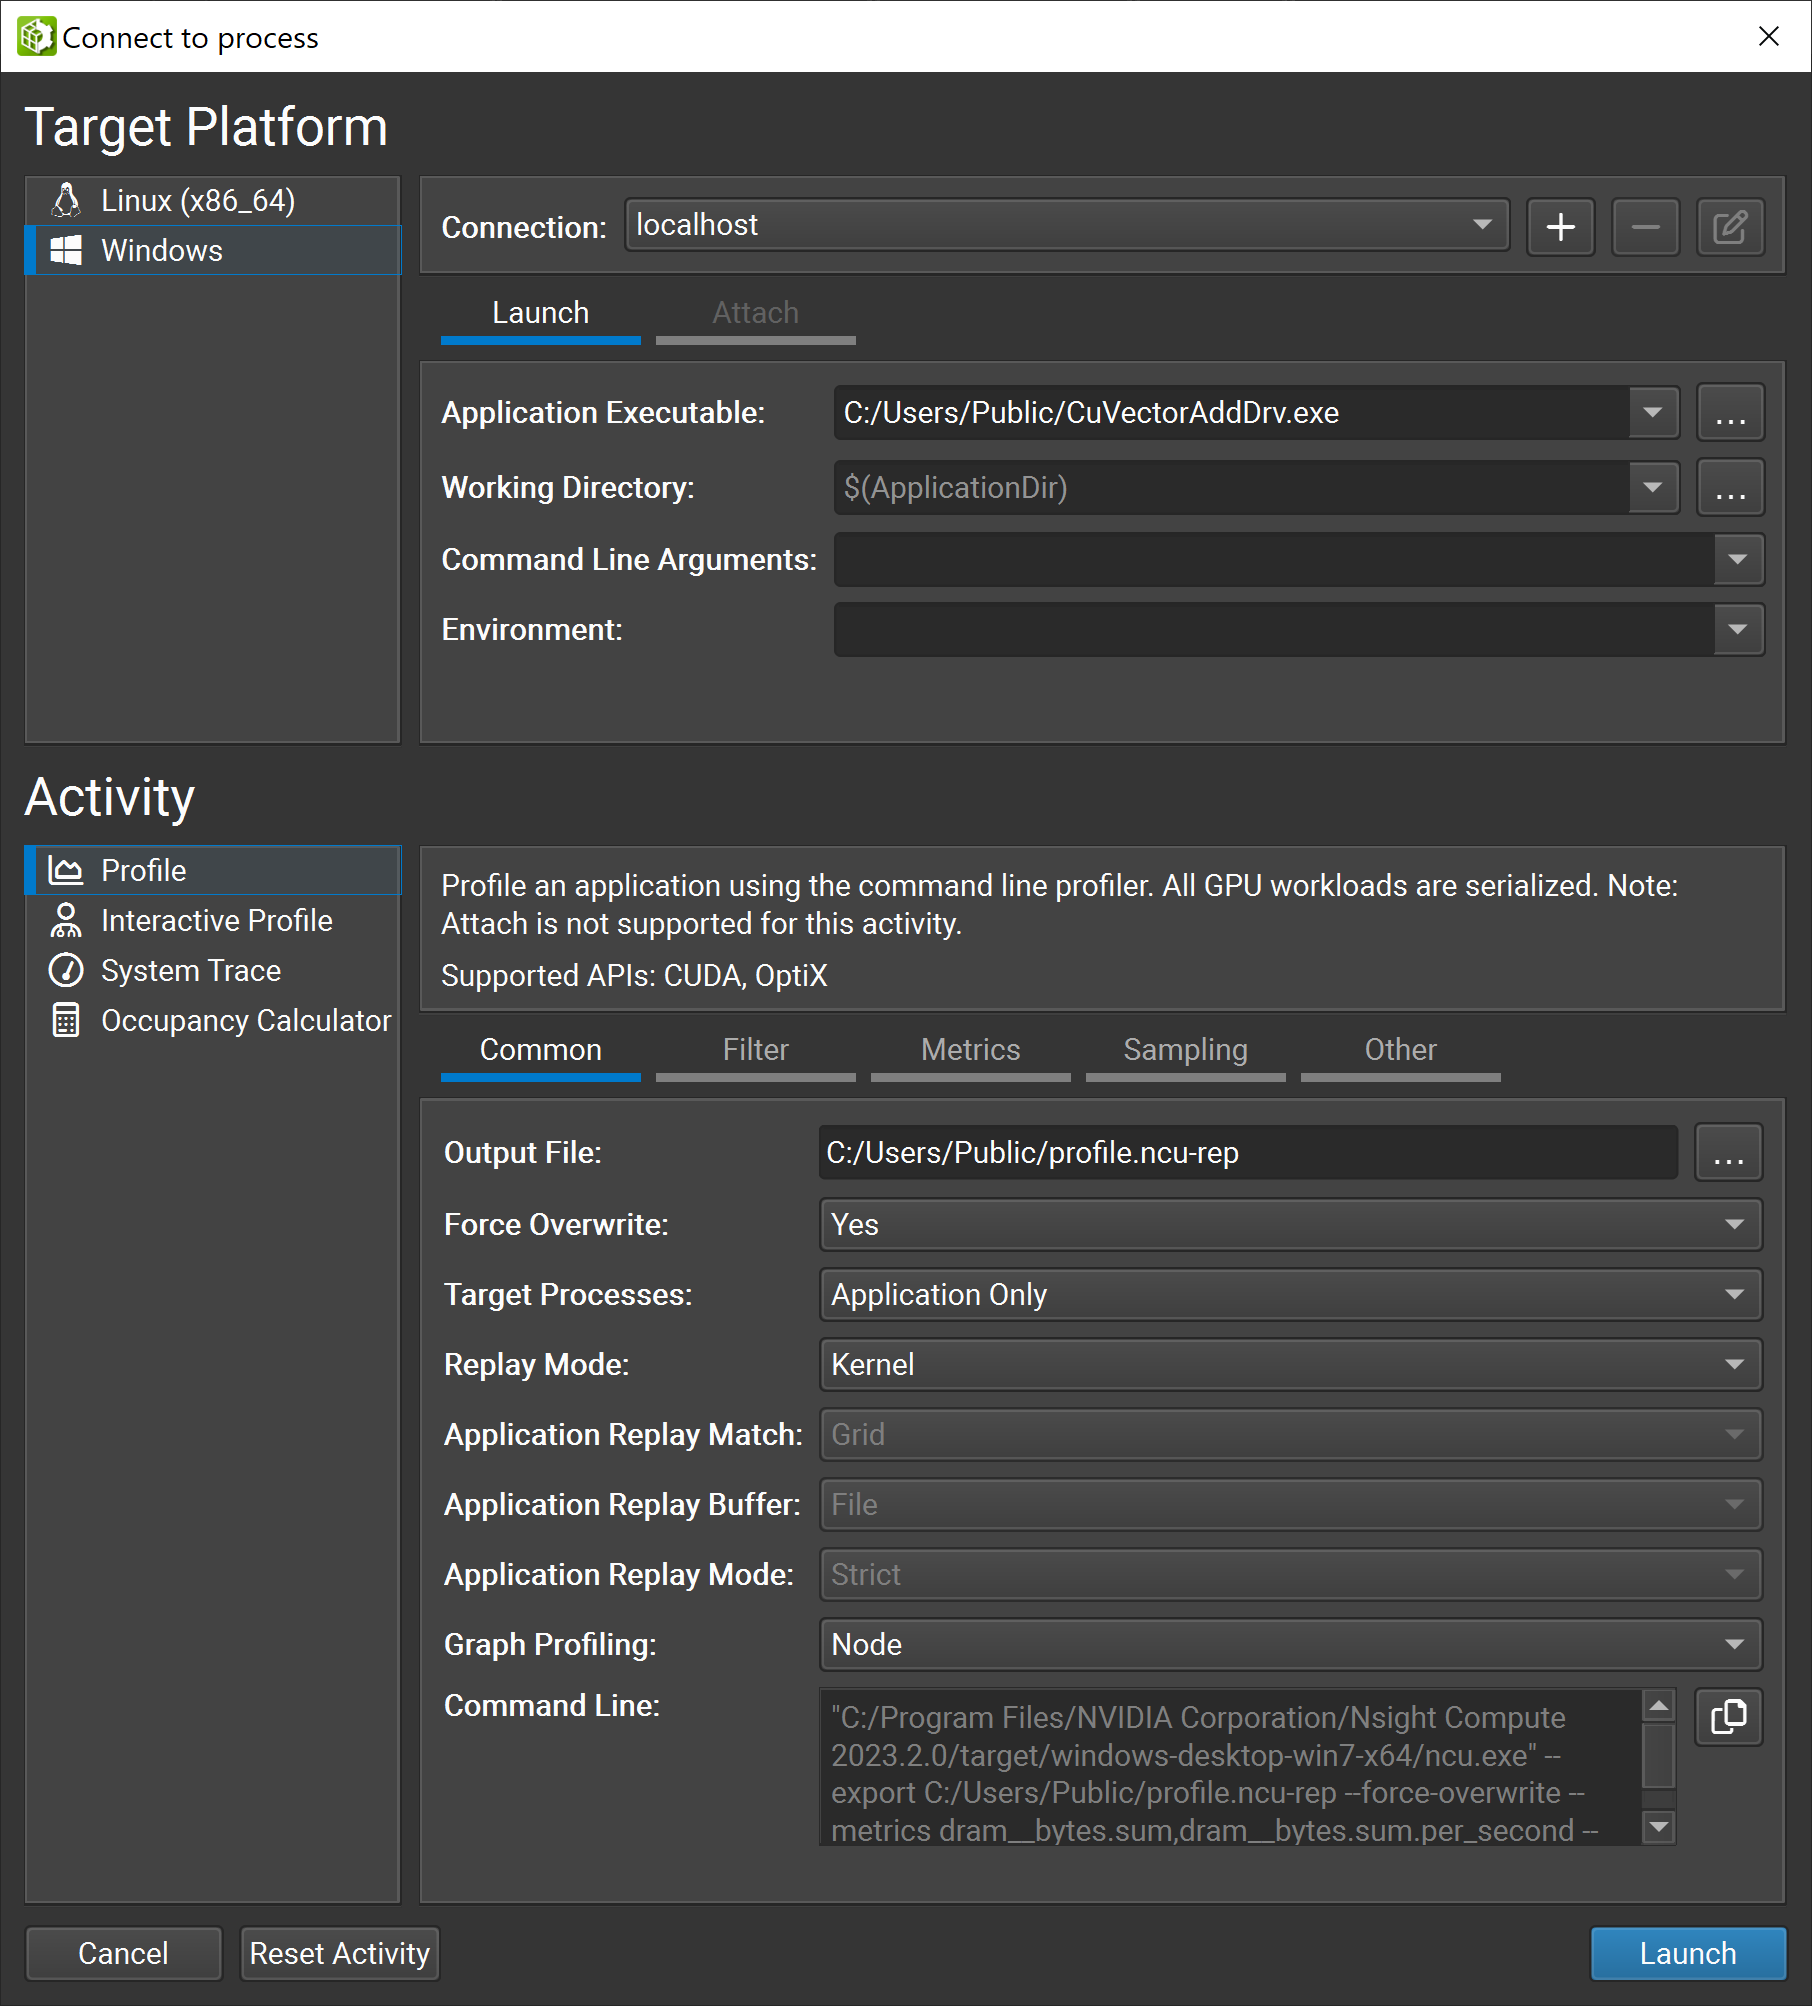 Connect to process
Target Platform
Linux (x86_64)
Windows
Connection: localhost
Launch Attach
Application Executable: C:/Users/Public/CuVectorAddDrv.exe ...
Working Directory: $(ApplicationDir) ...
Command Line Arguments:
Environment:
Activity
Profile
Interactive Profile
System Trace
Occupancy Calculator
Profile an application using the command line profiler. All GPU workloads are serialized. Note:
Attach is not supported for this activity.
Supported APIs: CUDA, OptiX
Common Filter Metrics Sampling Other
Output File: C:/Users/Public/profile.ncu-rep ...
Force Overwrite: Yes
Target Processes: Application Only
Replay Mode: Kernel
Application Replay Match: Grid
Application Replay Buffer: File
Application Replay Mode: Strict
Graph Profiling: Node
Command Line: "C:/Program Files/NVIDIA Corporation/Nsight Compute
2023.2.0/target/windows-desktop-win7-x64/ncu.exe" --
export C:/Users/Public/profile.ncu-rep --force-overwrite --
metrics dram__bytes.sum,dram__bytes.sum.per_second --
Cancel Reset Activity Launch